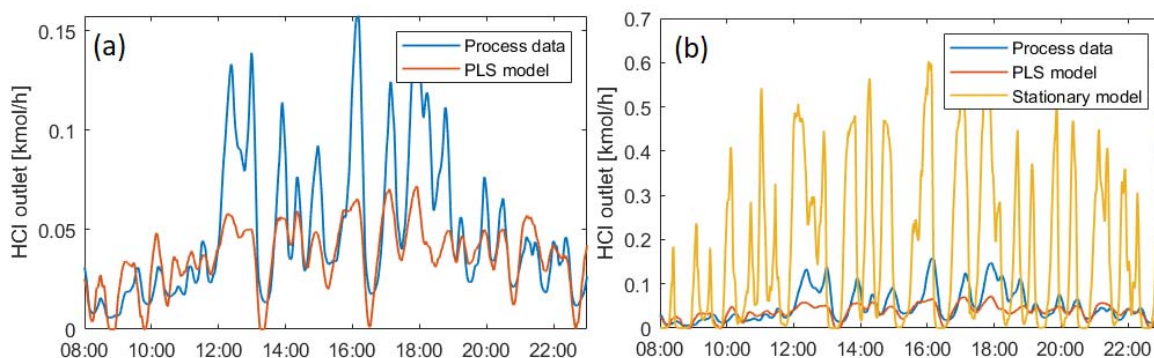 (a)
Process data
PLS model
HCl outlet [kmol/h]
0.15
0.1
0.05
0
08:00 10:00 12:00 14:00 16:00 18:00 20:00 22:00
(b)
Process data
PLS model
Stationary model
HCl outlet [kmol/h]
0.7
0.6
0.5
0.4
0.3
0.2
0.1
0
08:00 10:00 12:00 14:00 16:00 18:00 20:00 22:00